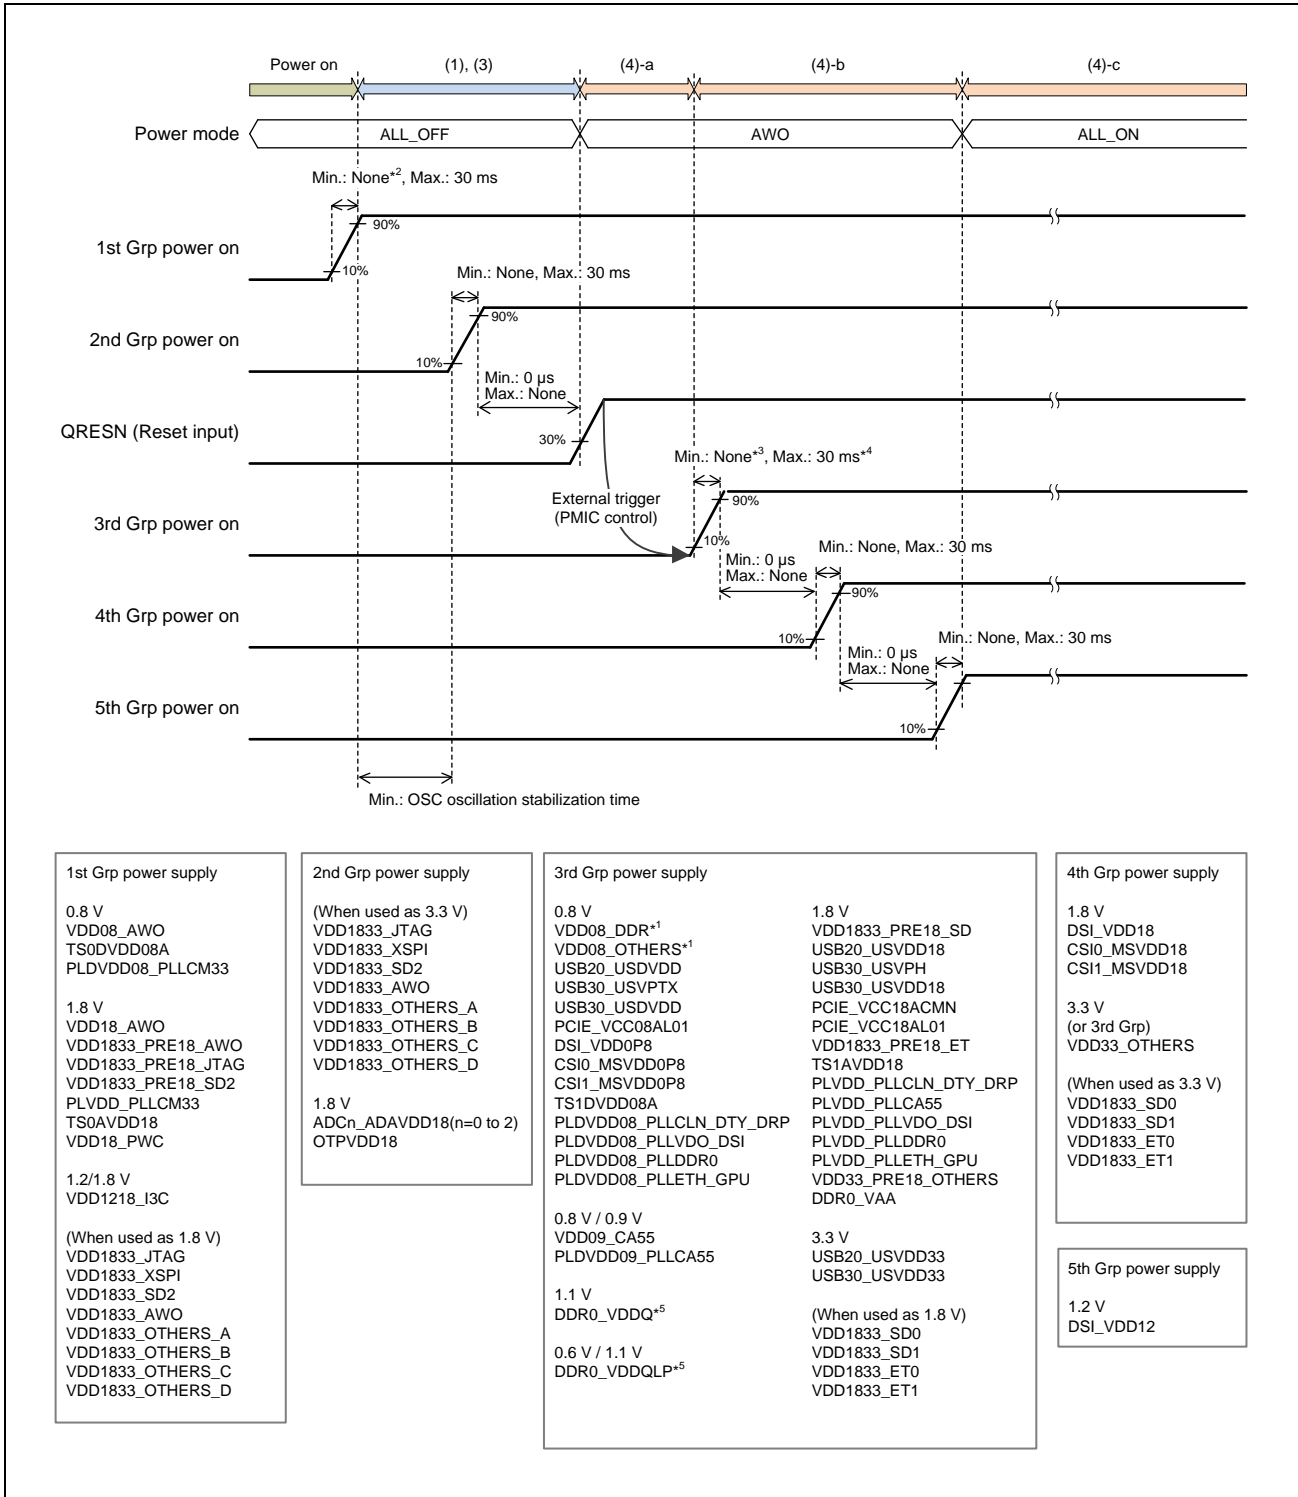 Power on (1), (3) (4)-a (4)-b (4)-c
Power mode ALL_OFF AWO ALL_ON
Min.: None*2, Max.: 30 ms
90%
1st Grp power on
10%
Min.: None, Max.: 30 ms
90%
2nd Grp power on
10%
Min.: 0 µs
Max.: None
QRESN (Reset input)
30%
Min.: None*3, Max.: 30 ms*4
External trigger
(PMIC control)
90%
3rd Grp power on
10%
Min.: None, Max.: 30 ms
Min.: 0 µs
Max.: None
90%
4th Grp power on
10%
Min.: None, Max.: 30 ms
Min.: 0 µs
Max.: None
5th Grp power on
10%
Min.: OSC oscillation stabilization time
1st Grp power supply
0.8 V
VDD08_AWO
TS0DVDD08A
PLDVDD08_PLLCM33
1.8 V
VDD18_AWO
VDD1833_PRE18_AWO
VDD1833_PRE18_JTAG
VDD1833_PRE18_SD2
PLVDD_PLLCM33
TS0AVDD18
VDD18_PWC
1.2/1.8 V
VDD1218_I3C
(When used as 1.8 V)
VDD1833_JTAG
VDD1833_XSPI
VDD1833_SD2
VDD1833_AWO
VDD1833_OTHERS_A
VDD1833_OTHERS_B
VDD1833_OTHERS_C
VDD1833_OTHERS_D
2nd Grp power supply
(When used as 3.3 V)
VDD1833_JTAG
VDD1833_XSPI
VDD1833_SD2
VDD1833_AWO
VDD1833_OTHERS_A
VDD1833_OTHERS_B
VDD1833_OTHERS_C
VDD1833_OTHERS_D
1.8 V
ADCn_ADAVDD18(n=0 to 2)
OTPVDD18
3rd Grp power supply
0.8 V
VDD08_DDR*1
VDD08_OTHERS*1
USB20_USDVDD
USB30_USVPTX
USB30_USDVDD
PCIE_VCC08AL01
DSI_VDD0P8
CSI0_MSVDD0P8
CSI1_MSVDD0P8
TS1DVDD08A
PLDVDD08_PLLCLN_DTY_DRP
PLDVDD08_PLLVDO_DSI
PLDVDD08_PLLDDR0
PLDVDD08_PLLETH_GPU
0.8 V / 0.9 V
VDD09_CA55
PLDVDD09_PLLCA55
1.1 V
DDR0_VDDQ*5
0.6 V / 1.1 V
DDR0_VDDQLP*5
1.8 V
VDD1833_PRE18_SD
USB20_USVDD18
USB30_USVPH
USB30_USVDD18
PCIE_VCC18ACMN
PCIE_VCC18AL01
VDD1833_PRE18_ET
TS1AVDD18
PLVDD_PLLCLN_DTY_DRP
PLVDD_PLLCA55
PLVDD_PLLVDO_DSI
PLVDD_PLLDDR0
PLVDD_PLLETH_GPU
VDD33_PRE18_OTHERS
DDR0_VAA
3.3 V
USB20_USVDD33
USB30_USVDD33
(When used as 1.8 V)
VDD1833_SD0
VDD1833_SD1
VDD1833_ET0
VDD1833_ET1
4th Grp power supply
1.8 V
DSI_VDD18
CSI0_MSVDD18
CSI1_MSVDD18
3.3 V
(or 3rd Grp)
VDD33_OTHERS
(When used as 3.3 V)
VDD1833_SD0
VDD1833_SD1
VDD1833_ET0
VDD1833_ET1
5th Grp power supply
1.2 V
DSI_VDD12